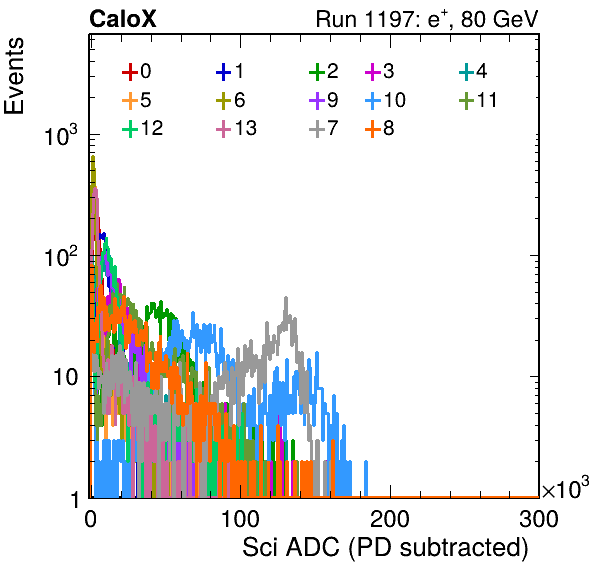 CaloX Run 1197: e⁺, 80 GeV
Events
0 1 2 3 4
5 6 9 10 11
12 13 7 8
10³
10²
10
1
0 100 200 300
×10³
Sci ADC (PD subtracted)